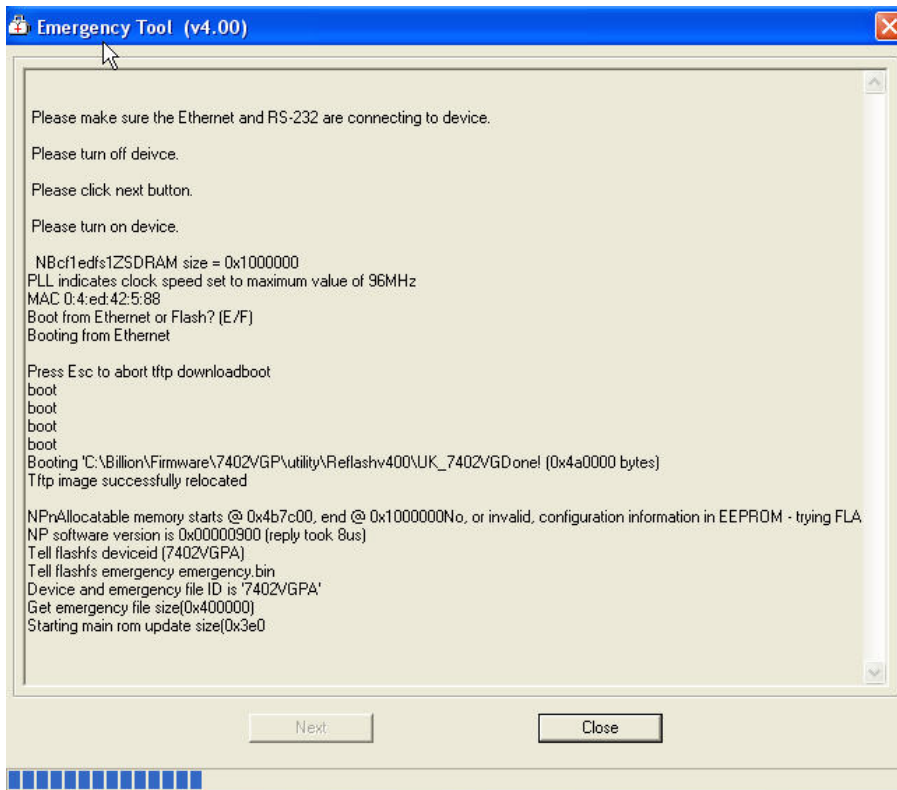 Emergency Tool (v4.00)
Please make sure the Ethernet and RS-232 are connecting to device.
Please turn off deivce.
Please click next button.
Please turn on device.
NBcf1edfs1ZSDRAM size = 0x1000000
PLL indicates clock speed set to maximum value of 96MHz
MAC 0:4:ed:42:5:88
Boot from Ethernet or Flash? (E/F)
Booting from Ethernet
Press Esc to abort tftp downloadboot
boot
boot
boot
boot
Booting 'C:\Billion\Firmware\7402VGP\utility\Reflashv400\UK_7402VGDone! (0x4a0000 bytes)
Tftp image successfully relocated
NPnAllocatable memory starts @ 0x4b7c00, end @ 0x1000000No, or invalid, configuration information in EEPROM - trying FLA
NP software version is 0x00000900 (reply took 8us)
Tell flashfs deviceid (7402VGPA)
Tell flashfs emergency emergency.bin
Device and emergency file ID is '7402VGPA'
Get emergency file size(0x400000)
Starting main rom update size(0x3e0
Next
Close